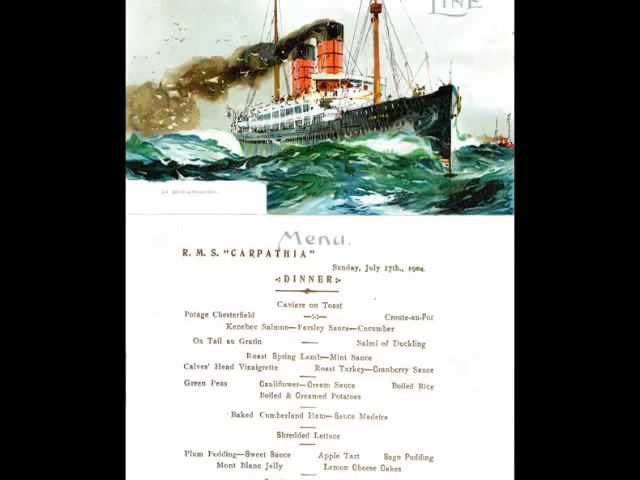 LINE
IN MID-ATLANTIC.
Menu.
R. M. S. "CARPATHIA"
Sunday, July 17th., 1904.
DINNER
Caviare on Toast
Potage Chesterfield Croute-au-Pot
Kenebec Salmon—Parsley Sauce—Cucumber
Ox Tail au Gratin Salmi of Duckling
Roast Spring Lamb—Mint Sauce
Calves' Head Vinaigrette Roast Turkey—Cranberry Sauce
Green Peas Cauliflower—Cream Sauce Boiled Rice
Boiled & Creamed Potatoes
Baked Cumberland Ham—Sauce Madeira
Shredded Lettuce
Plum Pudding—Sweet Sauce Apple Tart Sago Pudding
Mont Blanc Jelly Lemon Cheese Cakes